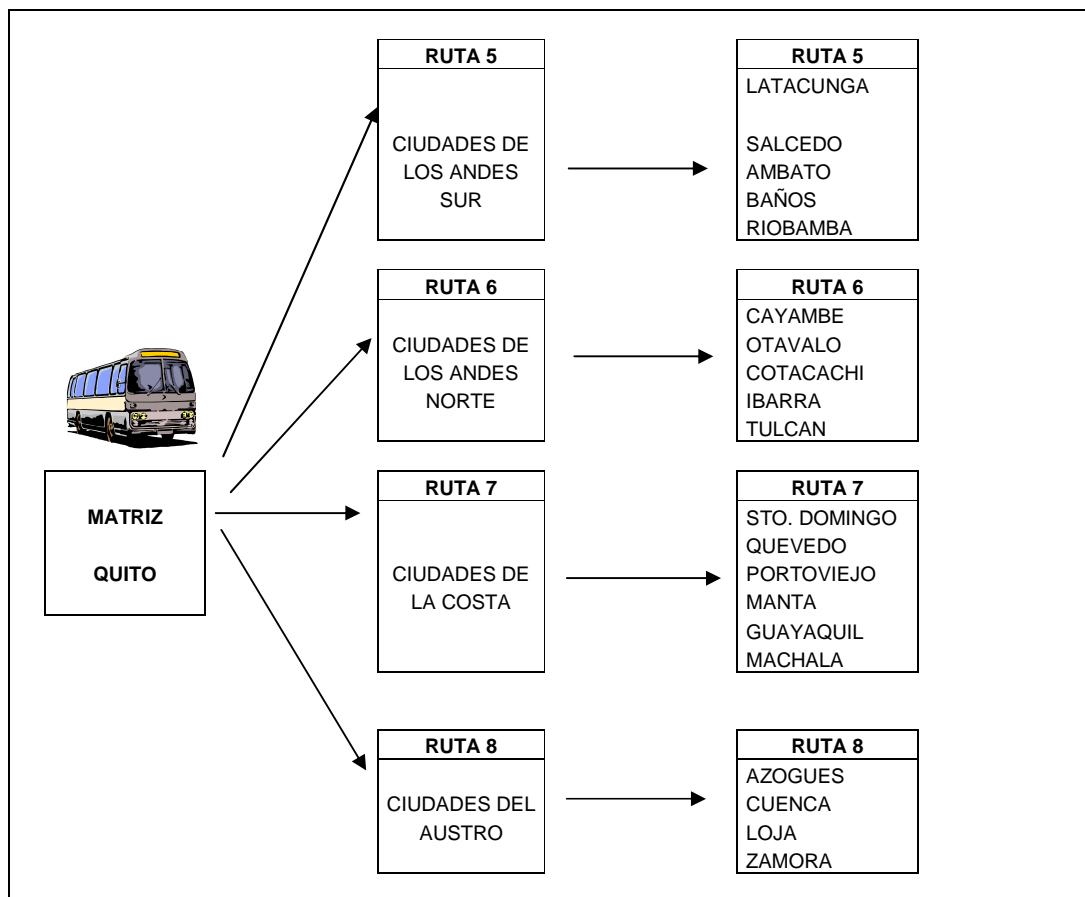 RUTA 5
CIUDADES DE
LOS ANDES
SUR
RUTA 5
LATACUNGA
SALCEDO
AMBATO
BAÑOS
RIOBAMBA
RUTA 6
CIUDADES DE
LOS ANDES
NORTE
RUTA 6
CAYAMBE
OTAVALO
COTACACHI
IBARRA
TULCAN
MATRIZ
QUITO
RUTA 7
CIUDADES DE
LA COSTA
RUTA 7
STO. DOMINGO
QUEVEDO
PORTOVIEJO
MANTA
GUAYAQUIL
MACHALA
RUTA 8
CIUDADES DEL
AUSTRO
RUTA 8
AZOGUES
CUENCA
LOJA
ZAMORA